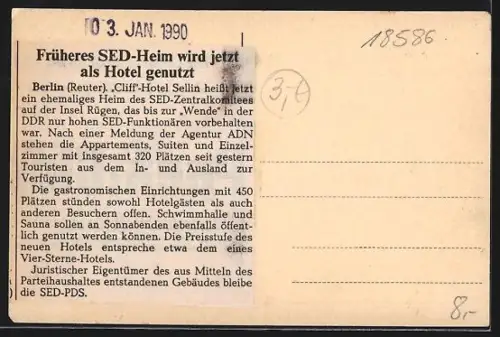 03. JAN. 1990
18586
Früheres SED-Heim wird jetzt
als Hotel genutzt
3,-
Berlin (Reuter). „Cliff"-Hotel Sellin heißt jetzt
ein ehemaliges Heim des SED-Zentralkomitees
auf der Insel Rügen, das bis zur „Wende" in der
DDR nur hohen SED-Funktionären vorbehalten
war. Nach einer Meldung der Agentur ADN
stehen die Appartements, Suiten und Einzel-
zimmer mit insgesamt 320 Plätzen seit gestern
Touristen aus dem In- und Ausland zur
Verfügung.
Die gastronomischen Einrichtungen mit 450
Plätzen stünden sowohl Hotelgästen als auch
anderen Besuchern offen. Schwimmhalle und
Sauna sollen an Sonnabenden ebenfalls öffent-
lich genutzt werden können. Die Preisstufe des
neuen Hotels entspreche etwa dem eines
Vier-Sterne-Hotels.
Juristischer Eigentümer des aus Mitteln des
Parteihaushaltes entstandenen Gebäudes bleibe
die SED-PDS.
8,-